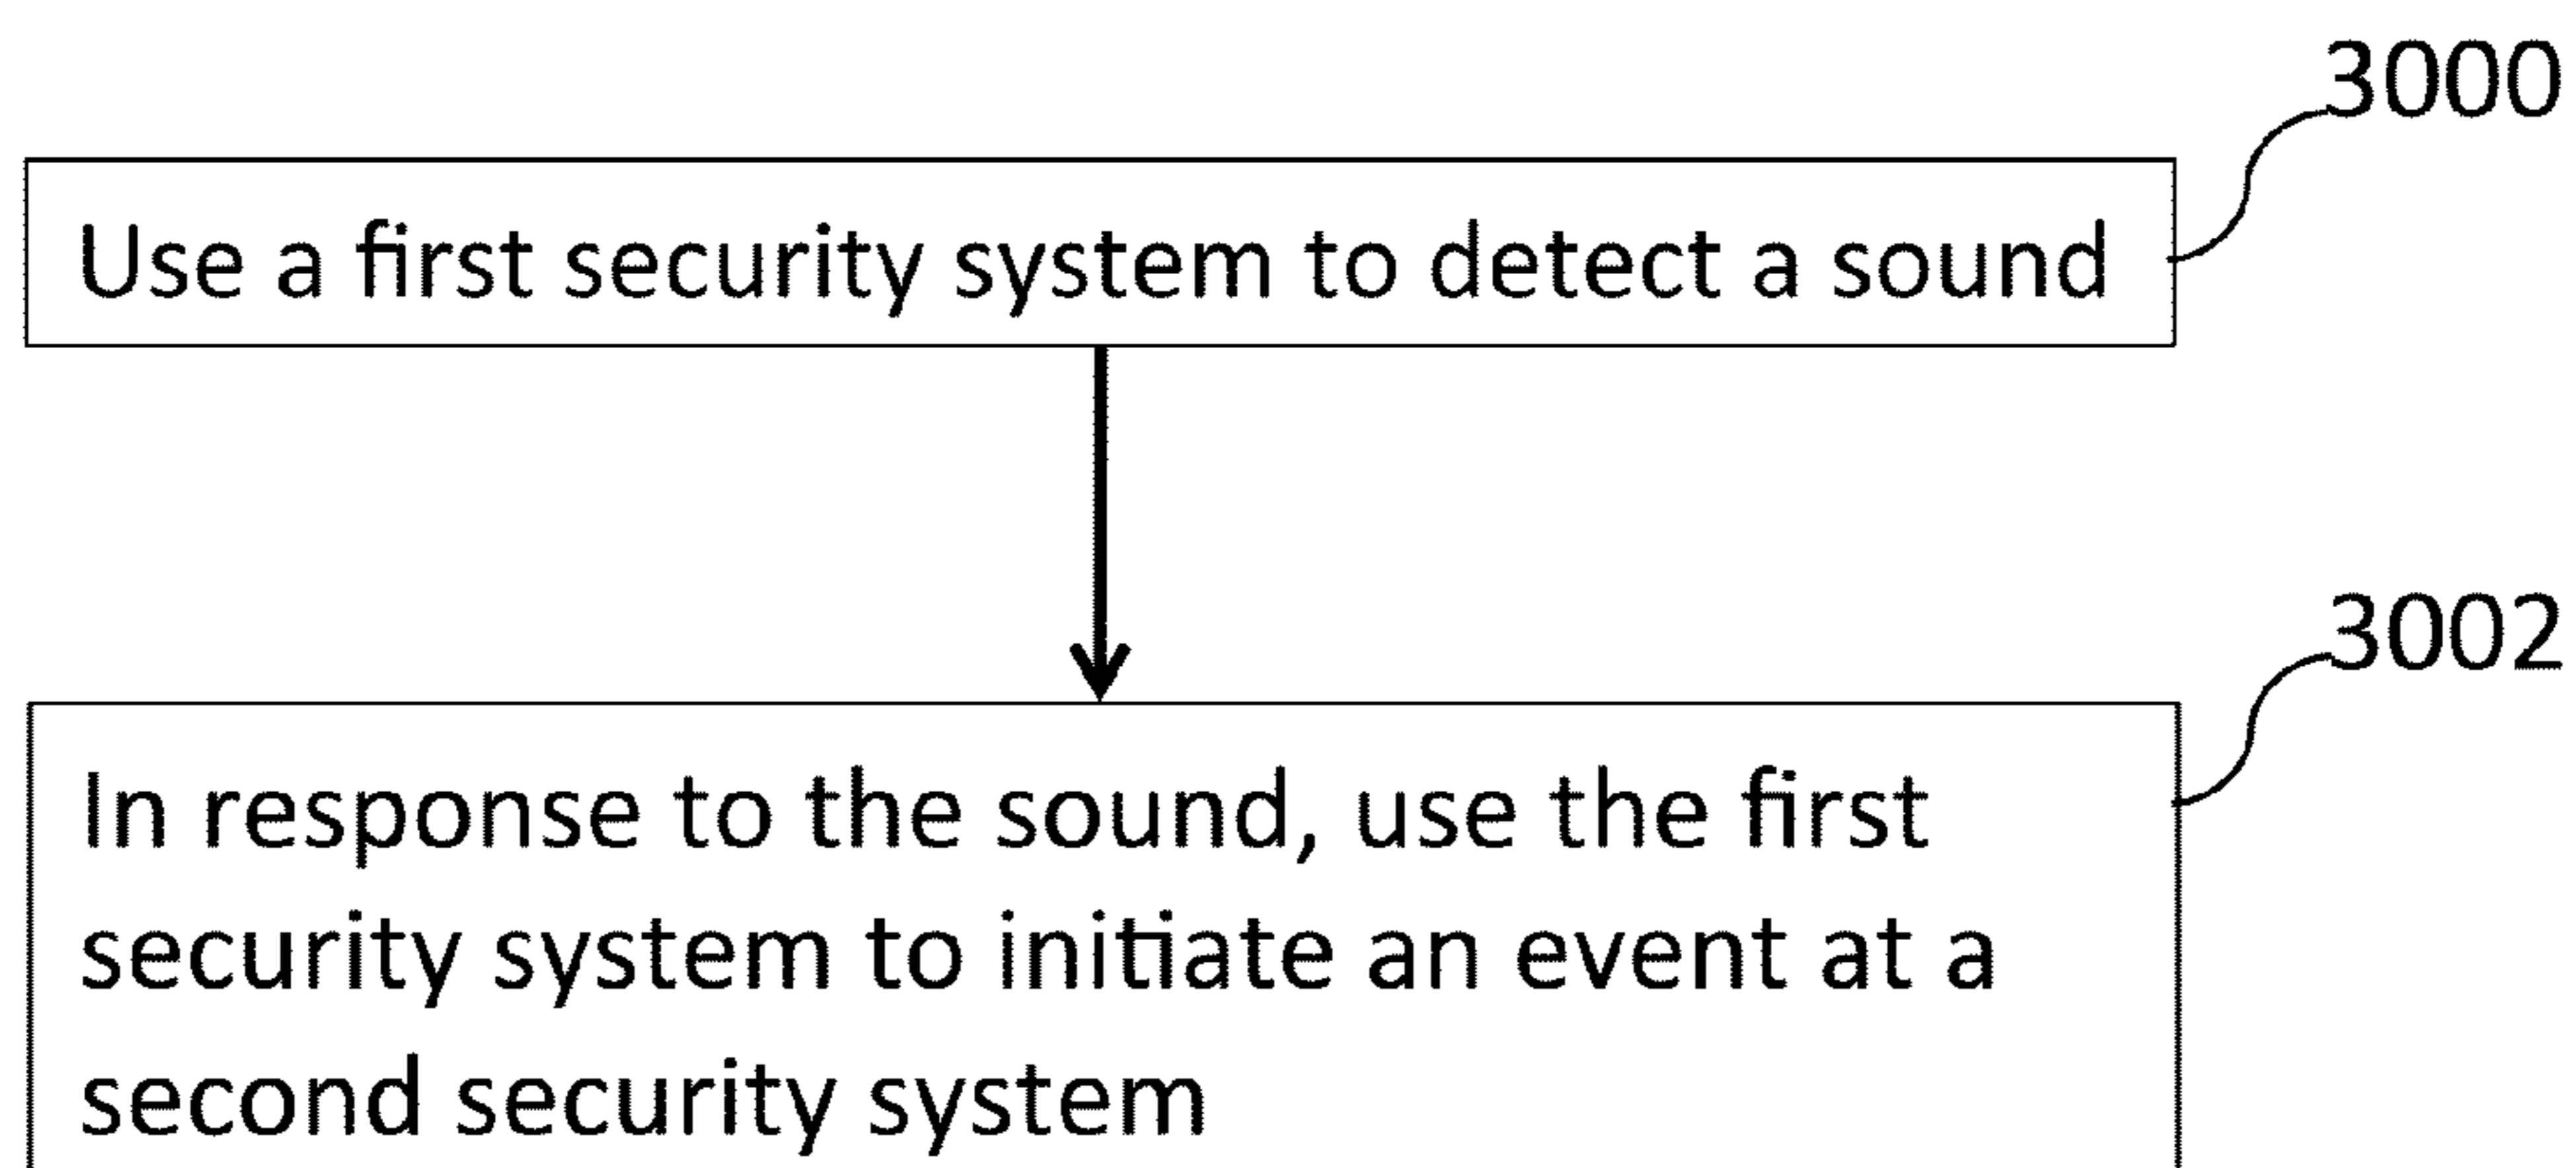 3000
Use a first security system to detect a sound
3002
In response to the sound, use the first
security system to initiate an event at a
second security system